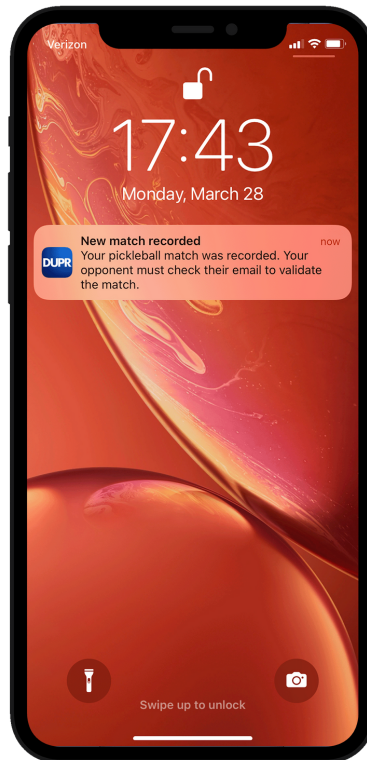 Verizon
17:43
Monday, March 28
New match recorded
now
DUPR
Your pickleball match was recorded. Your
opponent must check their email to validate
the match.
Swipe up to unlock